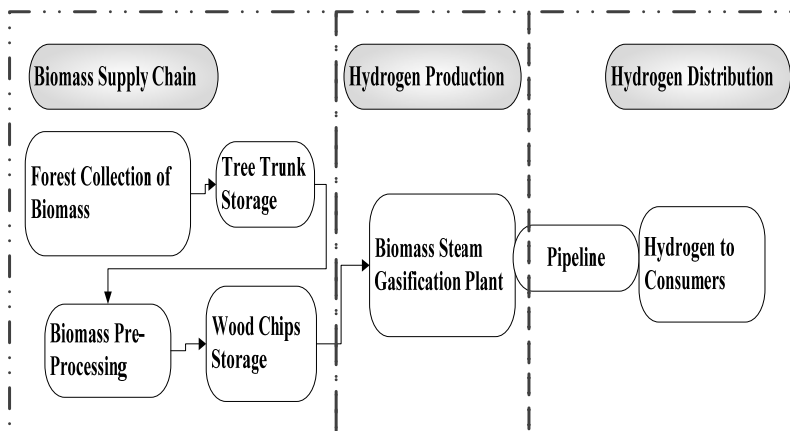 Biomass Supply Chain
Hydrogen Production
Hydrogen Distribution
Forest Collection of
Biomass
Tree Trunk
Storage
Biomass Pre-
Processing
Wood Chips
Storage
Biomass Steam
Gasification Plant
Pipeline
Hydrogen to
Consumers